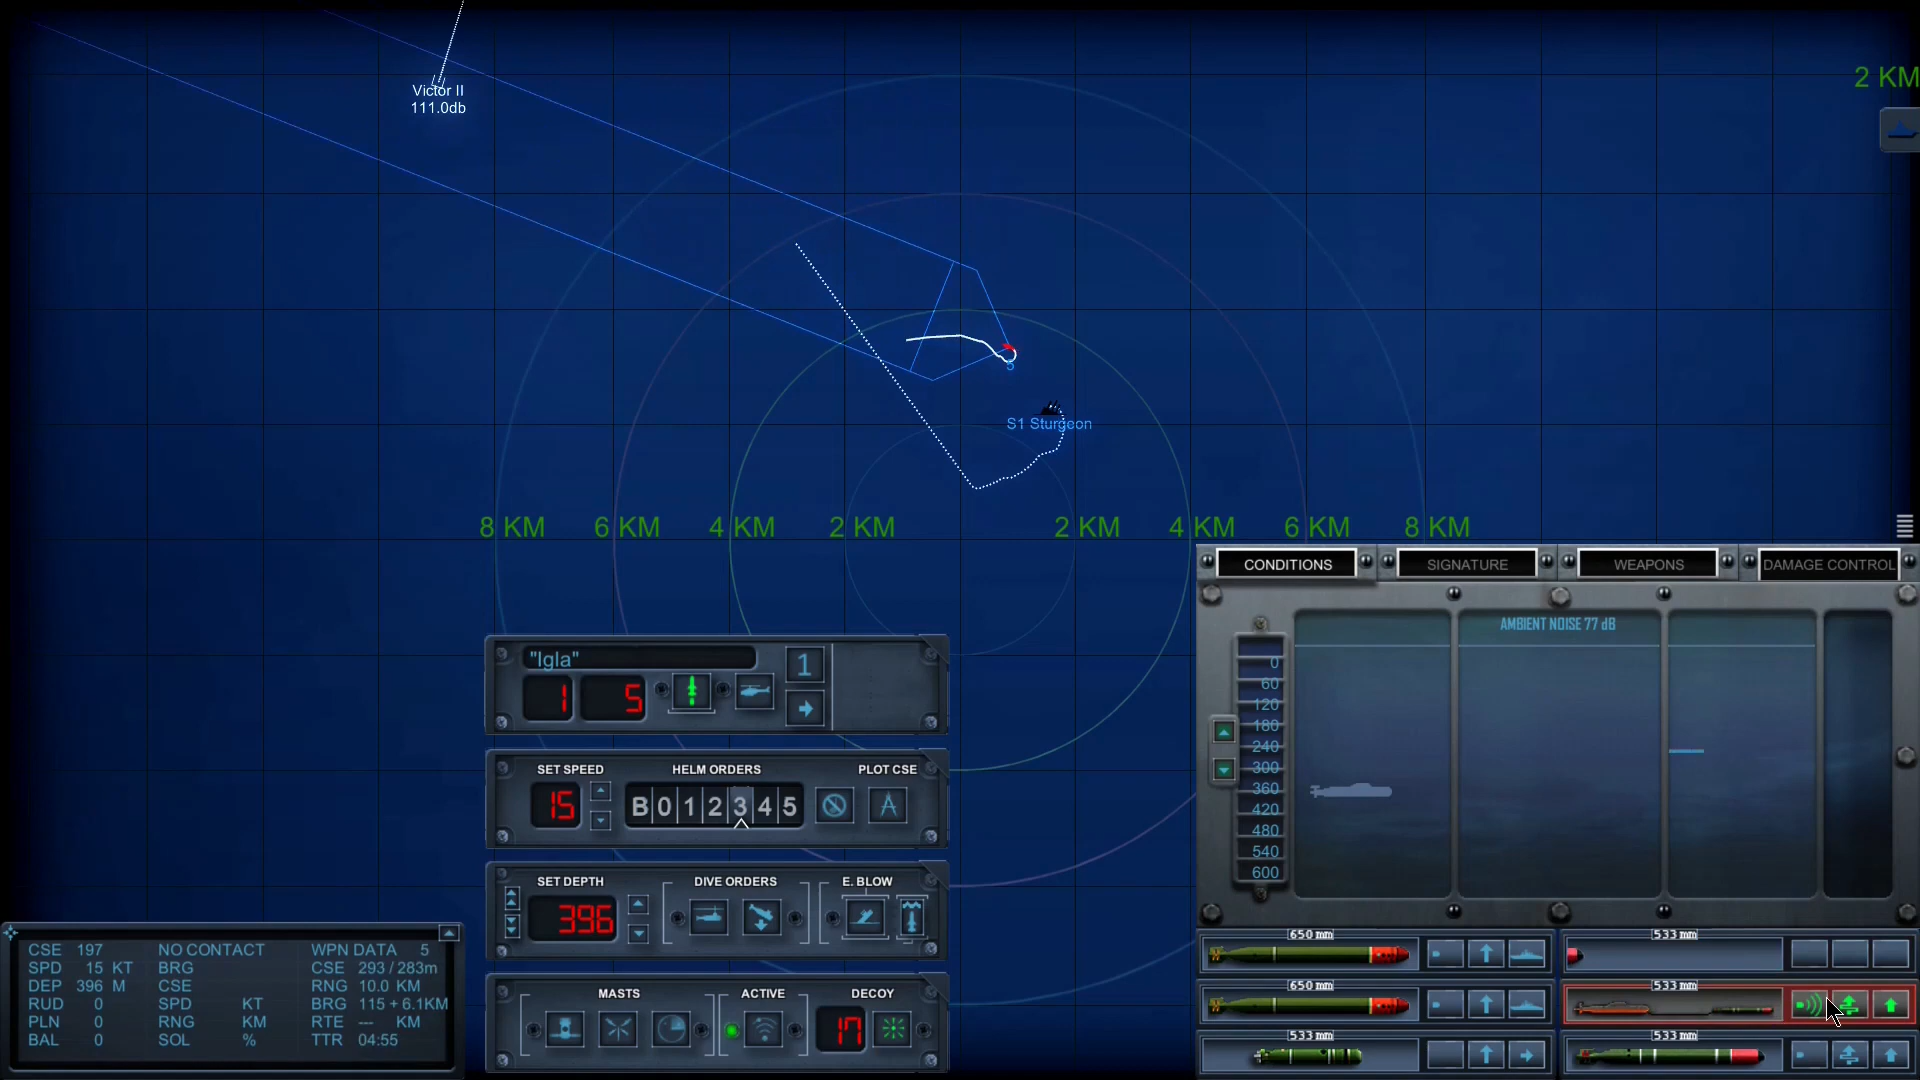 2 KM
Victor II
111.0db
5
S1 Sturgeon
8 KM 6 KM 4 KM 2 KM 2 KM 4 KM 6 KM 8 KM
"Igla"
1 5
1
SET SPEED HELM ORDERS PLOT CSE
15 B 0 1 2 3 4 5
SET DEPTH DIVE ORDERS E. BLOW
396
MASTS ACTIVE DECOY
17
CSE 197 NO CONTACT WPN DATA 5
SPD 15 KT BRG CSE 293 / 283m
DEP 396 M CSE RNG 10.0 KM
RUD 0 SPD KT BRG 115 + 6.1KM
PLN 0 RNG KM RTE --- KM
BAL 0 SOL % TTR 04:55
CONDITIONS SIGNATURE WEAPONS DAMAGE CONTROL
AMBIENT NOISE 77 dB
0
60
120
180
240
300
360
420
480
540
600
650 mm 533 mm
650 mm 533 mm
533 mm 533 mm